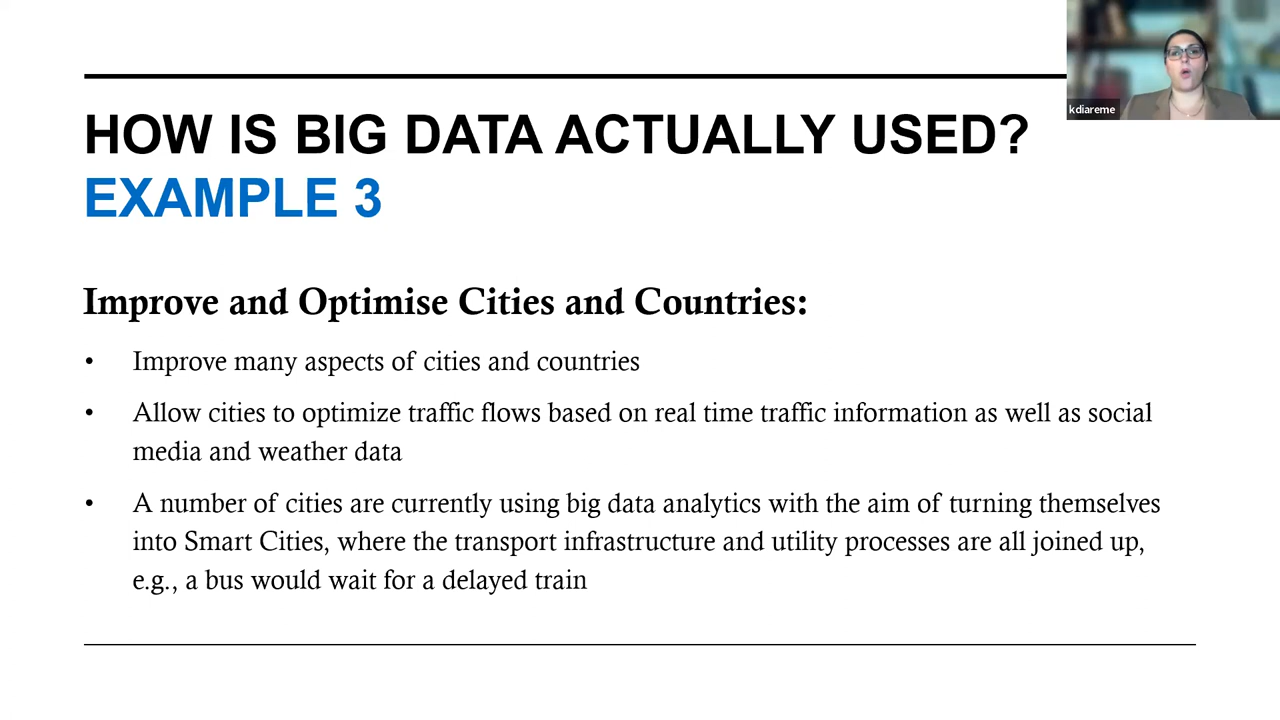 HOW IS BIG DATA ACTUALLY USED?
EXAMPLE 3
kdiareme
Improve and Optimise Cities and Countries:
• Improve many aspects of cities and countries
• Allow cities to optimize traffic flows based on real time traffic information as well as social
media and weather data
• A number of cities are currently using big data analytics with the aim of turning themselves
into Smart Cities, where the transport infrastructure and utility processes are all joined up,
e.g., a bus would wait for a delayed train